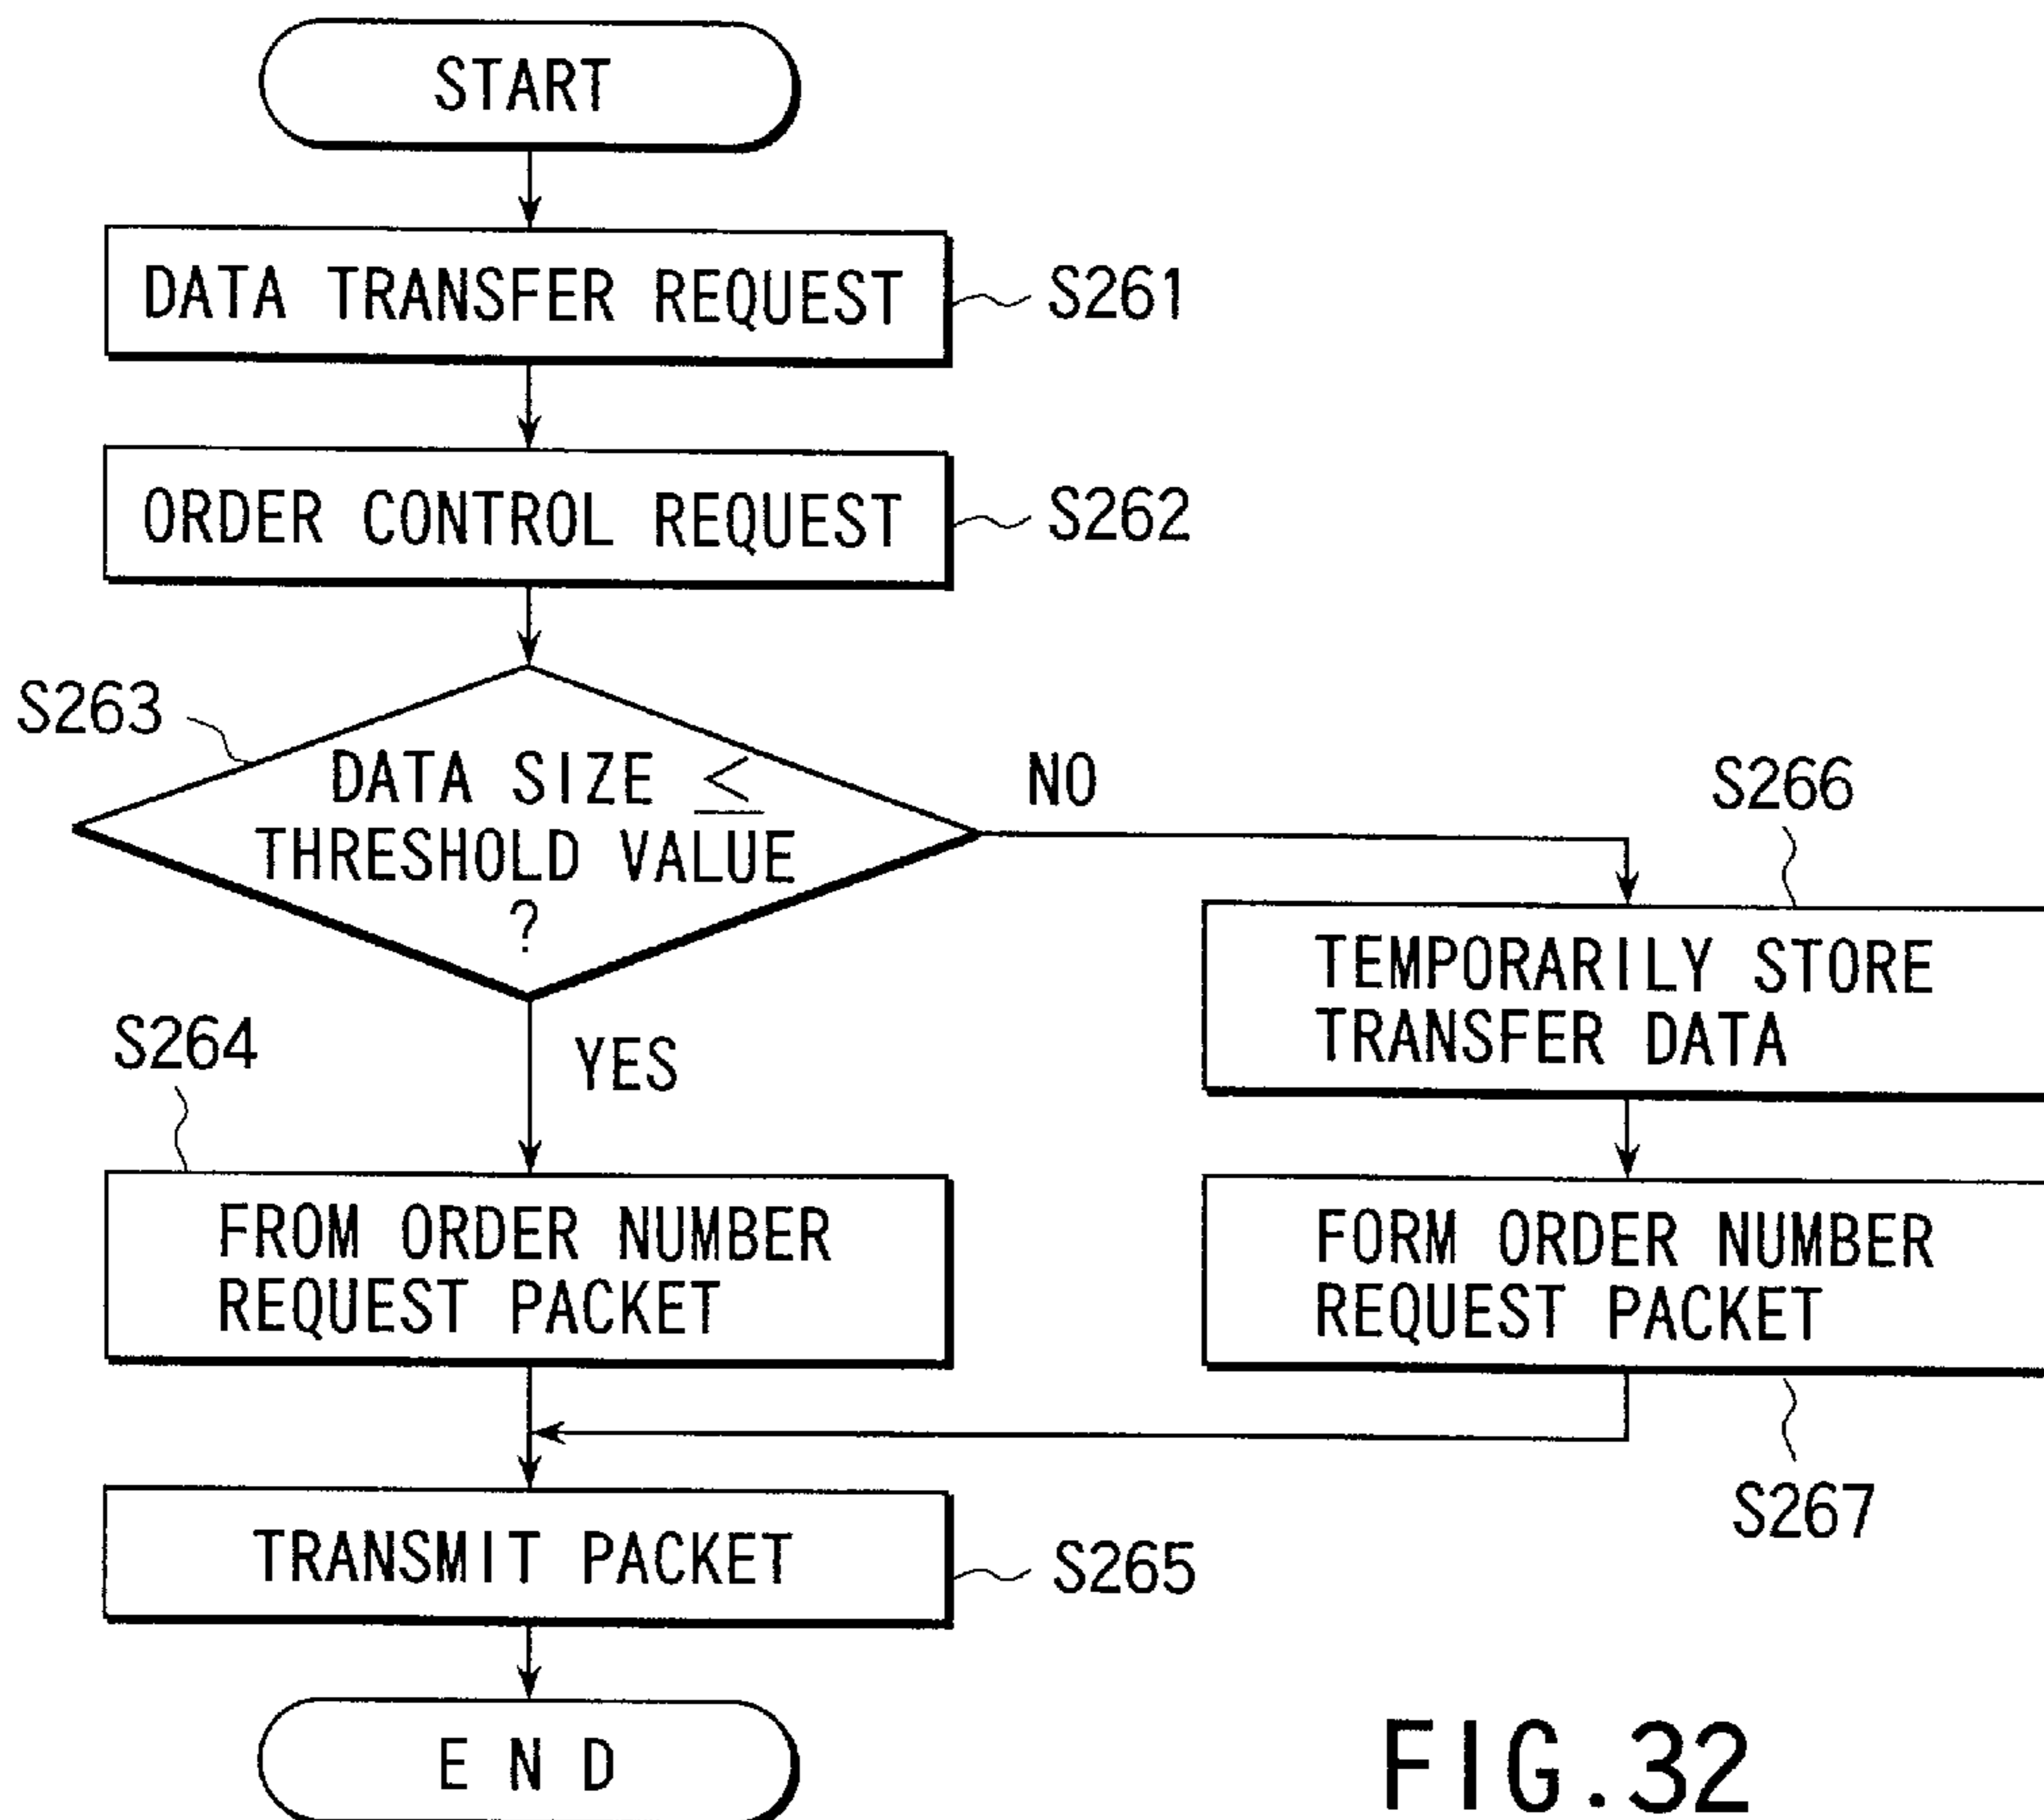 START
DATA TRANSFER REQUEST
S261
ORDER CONTROL REQUEST
S262
S263
DATA SIZE ≤
THRESHOLD VALUE
?
NO
YES
S266
TEMPORARILY STORE
TRANSFER DATA
S264
FROM ORDER NUMBER
REQUEST PACKET
FORM ORDER NUMBER
REQUEST PACKET
S267
TRANSMIT PACKET
S265
END
FIG.32